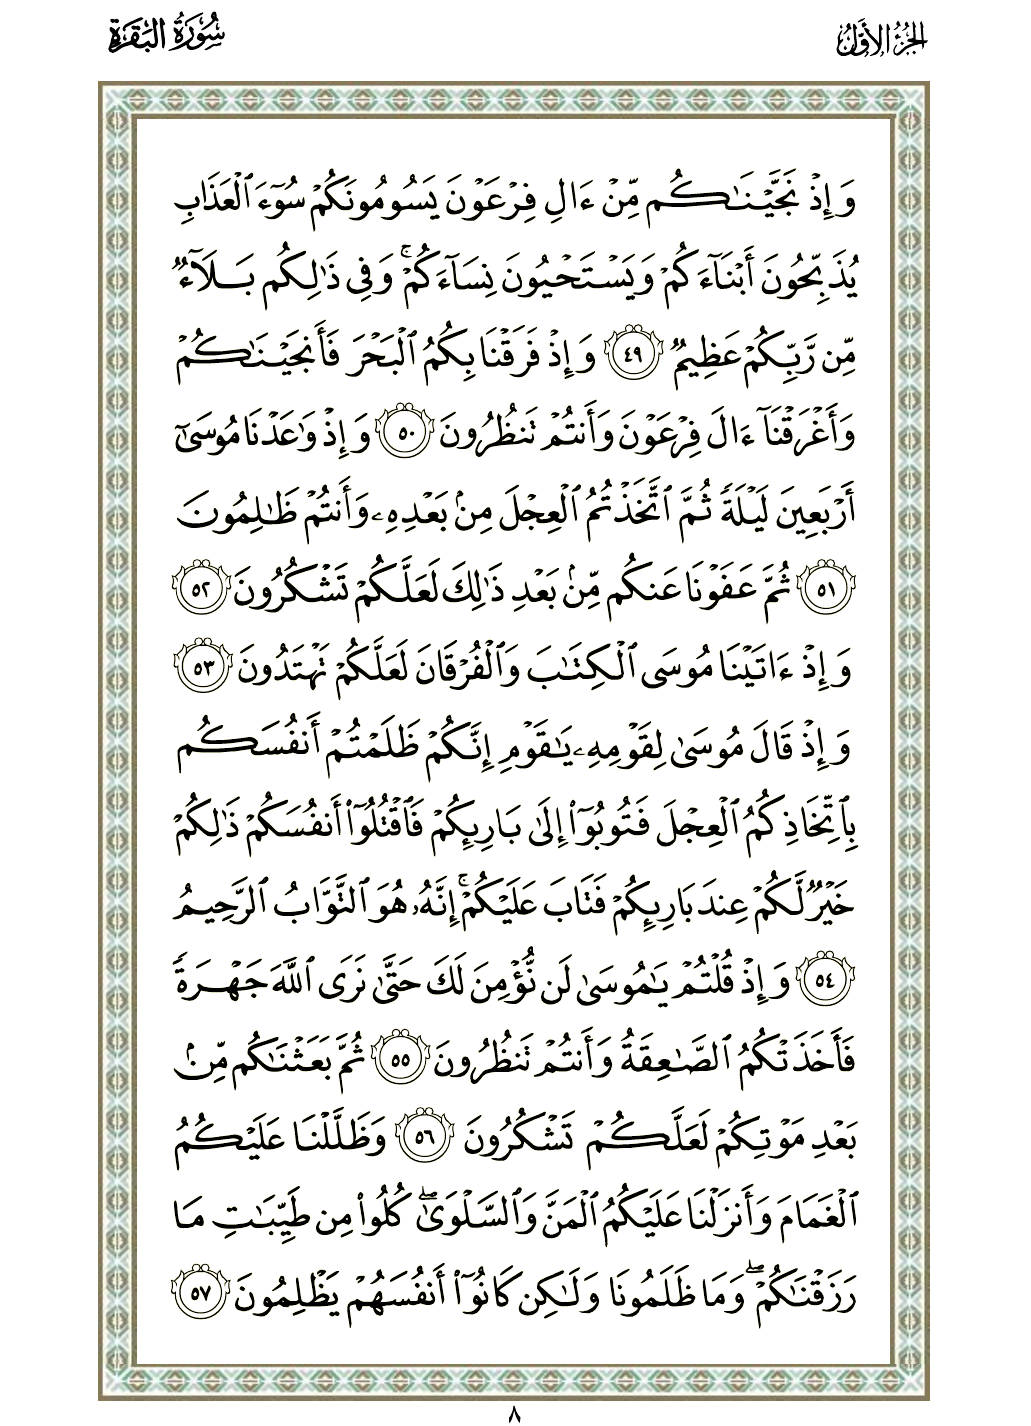 الجزء الأول
سورة البقرة
وَإِذْ نَجَّيْنَٰكُم مِّنْ ءَالِ فِرْعَوْنَ يَسُومُونَكُمْ سُوٓءَ ٱلْعَذَابِ
يُذَبِّحُونَ أَبْنَآءَكُمْ وَيَسْتَحْيُونَ نِسَآءَكُمْ ۚ وَفِى ذَٰلِكُم بَلَآءٌ
مِّن رَّبِّكُمْ عَظِيمٌ ٤٩ وَإِذْ فَرَقْنَا بِكُمُ ٱلْبَحْرَ فَأَنجَيْنَٰكُمْ
وَأَغْرَقْنَآ ءَالَ فِرْعَوْنَ وَأَنتُمْ تَنظُرُونَ ٥٠ وَإِذْ وَٰعَدْنَا مُوسَىٰٓ
أَرْبَعِينَ لَيْلَةً ثُمَّ ٱتَّخَذْتُمُ ٱلْعِجْلَ مِنۢ بَعْدِهِۦ وَأَنتُمْ ظَٰلِمُونَ
٥١ ثُمَّ عَفَوْنَا عَنكُم مِّنۢ بَعْدِ ذَٰلِكَ لَعَلَّكُمْ تَشْكُرُونَ ٥٢
وَإِذْ ءَاتَيْنَا مُوسَى ٱلْكِتَٰبَ وَٱلْفُرْقَانَ لَعَلَّكُمْ تَهْتَدُونَ ٥٣
وَإِذْ قَالَ مُوسَىٰ لِقَوْمِهِۦ يَٰقَوْمِ إِنَّكُمْ ظَلَمْتُمْ أَنفُسَكُم
بِٱتِّخَاذِكُمُ ٱلْعِجْلَ فَتُوبُوٓا۟ إِلَىٰ بَارِئِكُمْ فَٱقْتُلُوٓا۟ أَنفُسَكُمْ ذَٰلِكُمْ
خَيْرٌ لَّكُمْ عِندَ بَارِئِكُمْ فَتَابَ عَلَيْكُمْ ۚ إِنَّهُۥ هُوَ ٱلتَّوَّابُ ٱلرَّحِيمُ
٥٤ وَإِذْ قُلْتُمْ يَٰمُوسَىٰ لَن نُّؤْمِنَ لَكَ حَتَّىٰ نَرَى ٱللَّهَ جَهْرَةً
فَأَخَذَتْكُمُ ٱلصَّٰعِقَةُ وَأَنتُمْ تَنظُرُونَ ٥٥ ثُمَّ بَعَثْنَٰكُم مِّنۢ
بَعْدِ مَوْتِكُمْ لَعَلَّكُمْ تَشْكُرُونَ ٥٦ وَظَلَّلْنَا عَلَيْكُمُ
ٱلْغَمَامَ وَأَنزَلْنَا عَلَيْكُمُ ٱلْمَنَّ وَٱلسَّلْوَىٰ ۖ كُلُوا۟ مِن طَيِّبَٰتِ مَا
رَزَقْنَٰكُمْ ۖ وَمَا ظَلَمُونَا وَلَٰكِن كَانُوٓا۟ أَنفُسَهُمْ يَظْلِمُونَ ٥٧
٨